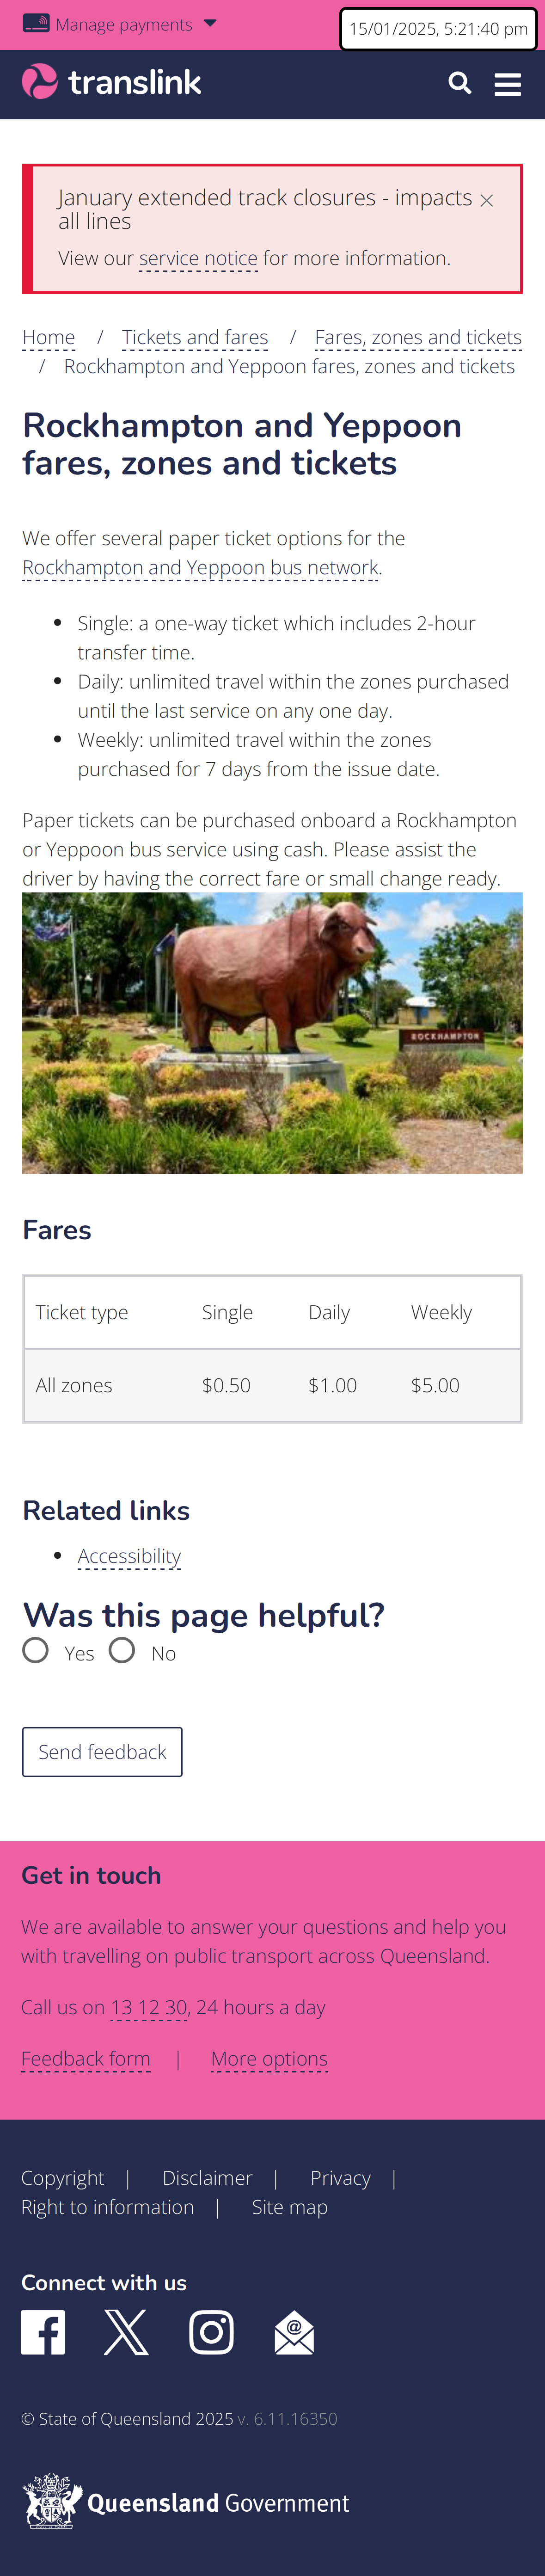 Manage payments
15/01/2025, 5:21:40 pm
translink
January extended track closures - impacts
all lines
View our service notice for more information.
Home / Tickets and fares / Fares, zones and tickets
/ Rockhampton and Yeppoon fares, zones and tickets
Rockhampton and Yeppoon
fares, zones and tickets
We offer several paper ticket options for the
Rockhampton and Yeppoon bus network.
• Single: a one-way ticket which includes 2-hour
transfer time.
• Daily: unlimited travel within the zones purchased
until the last service on any one day.
• Weekly: unlimited travel within the zones
purchased for 7 days from the issue date.
Paper tickets can be purchased onboard a Rockhampton
or Yeppoon bus service using cash. Please assist the
driver by having the correct fare or small change ready.
ROCKHAMPTON
Fares
Ticket type Single Daily Weekly
All zones $0.50 $1.00 $5.00
Related links
• Accessibility
Was this page helpful?
Yes No
Send feedback
Get in touch
We are available to answer your questions and help you
with travelling on public transport across Queensland.
Call us on 13 12 30, 24 hours a day
Feedback form | More options
Copyright | Disclaimer | Privacy |
Right to information | Site map
Connect with us
© State of Queensland 2025 v. 6.11.16350
Queensland Government